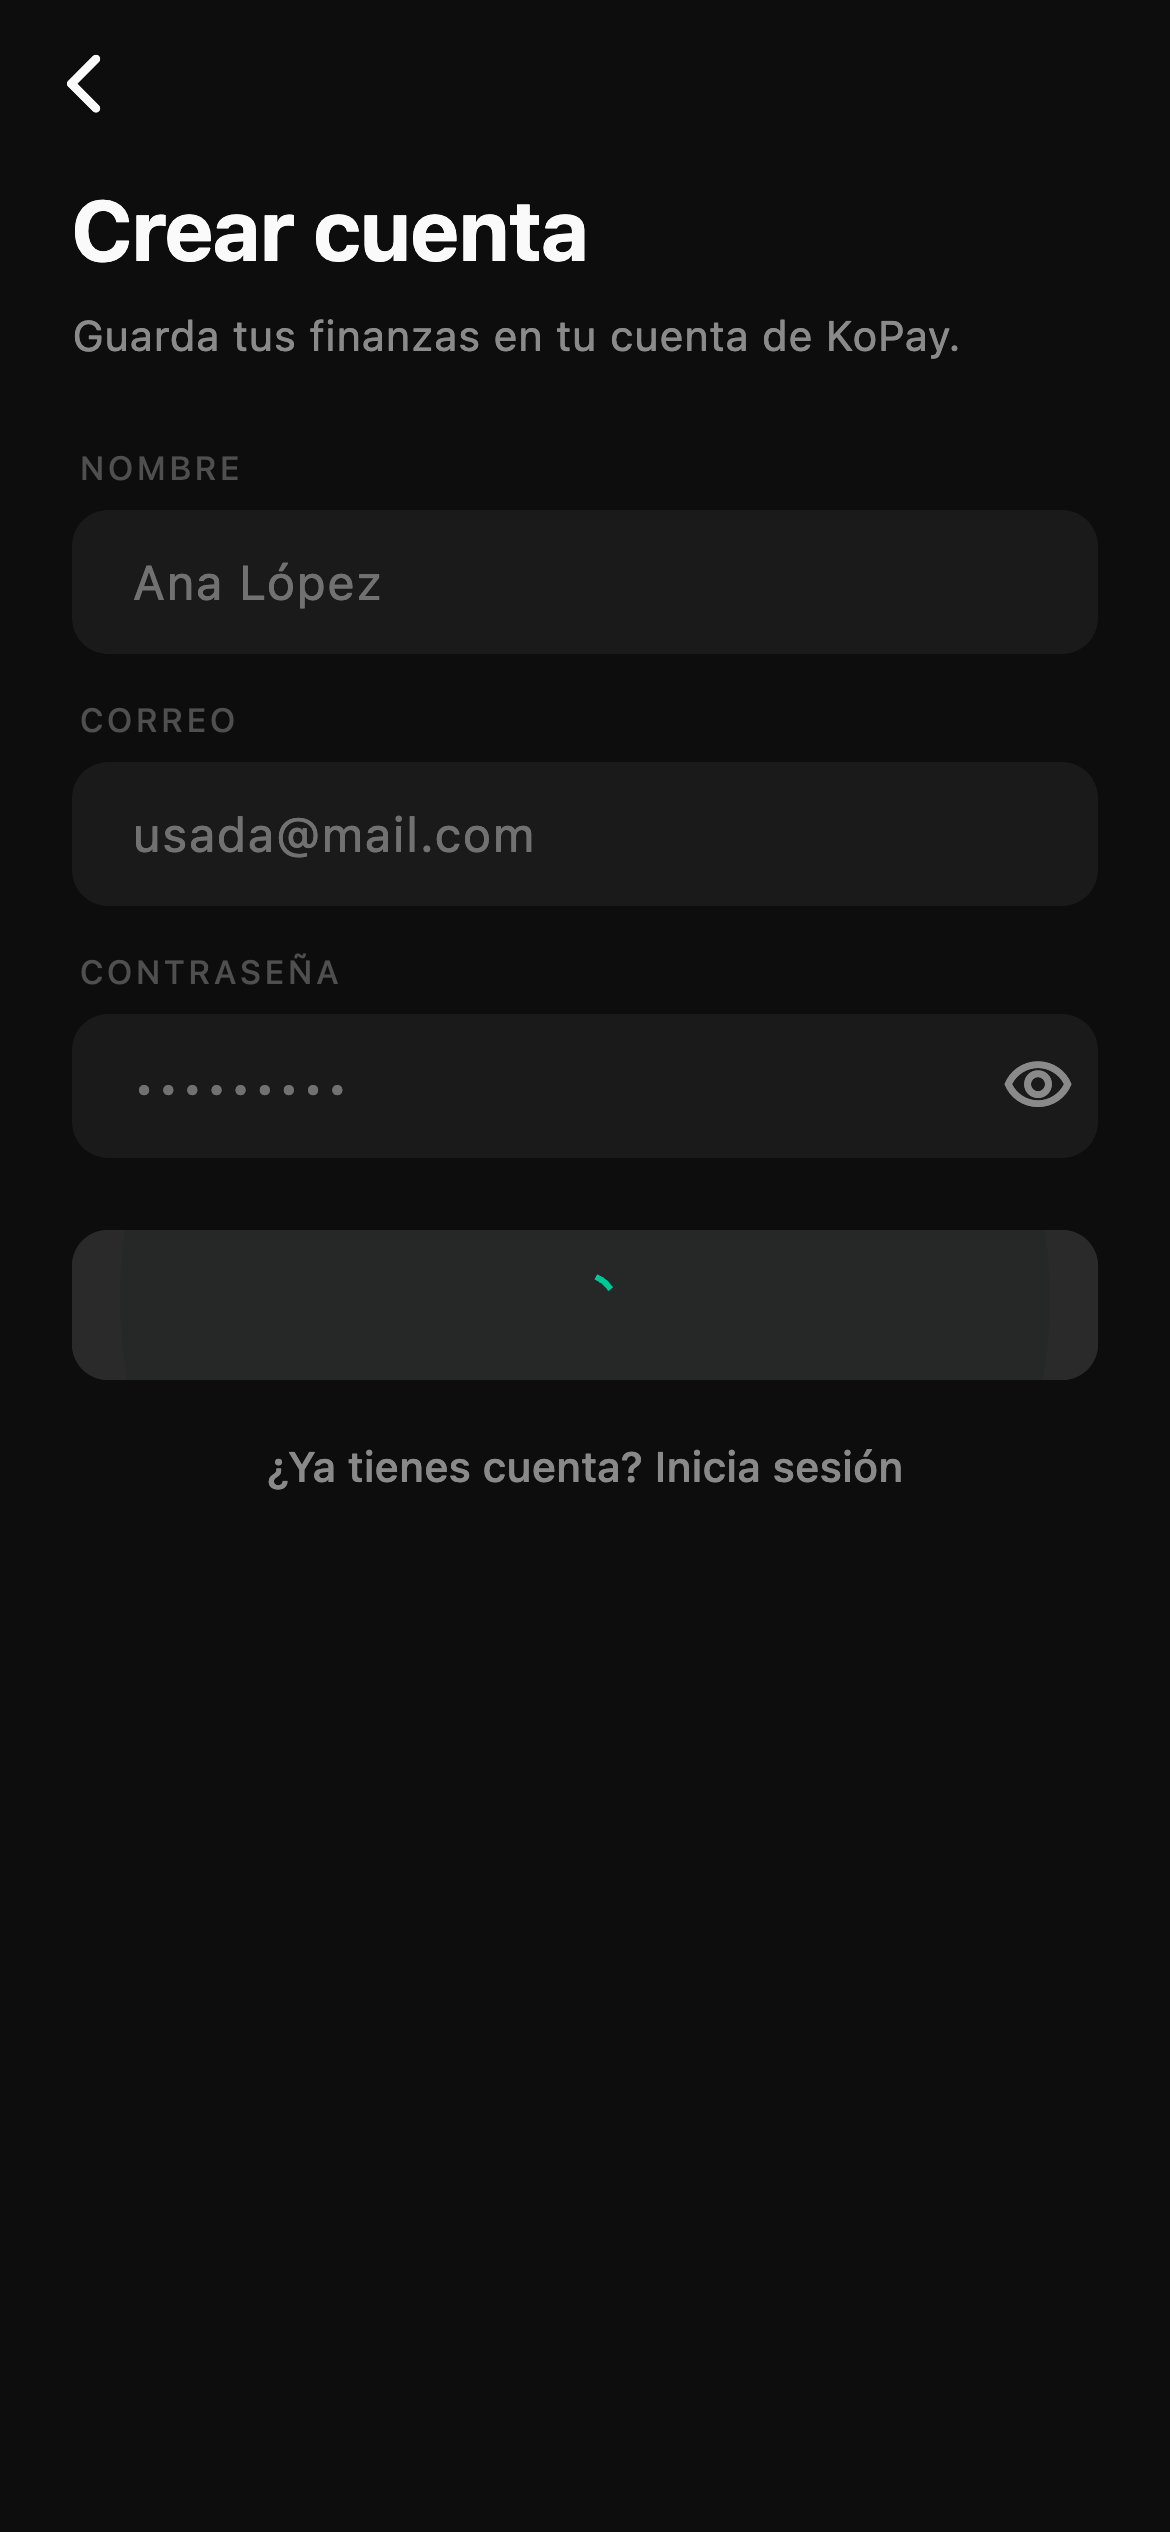 Crear cuenta
Guarda tus finanzas en tu cuenta de KoPay.
NOMBRE
Ana López
CORREO
usada@mail.com
CONTRASEÑA
•••••••••
¿Ya tienes cuenta? Inicia sesión